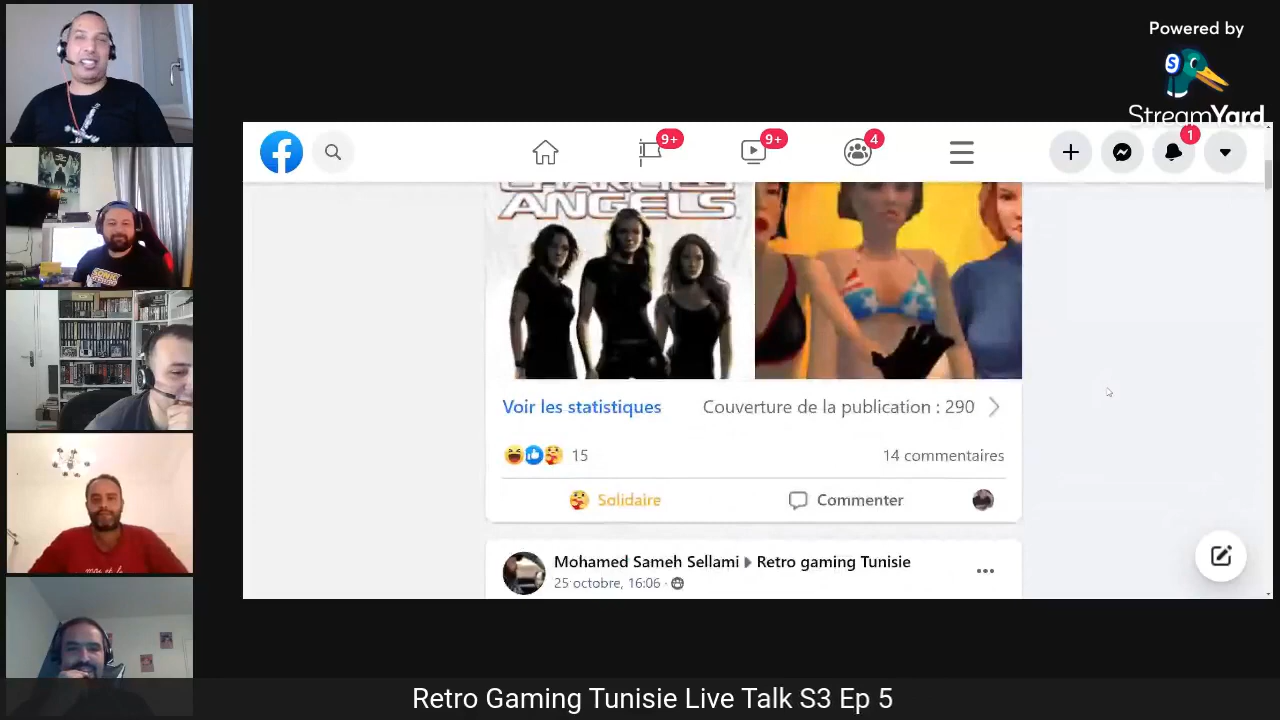 Powered by
StreamYard
9+
9+
4
1
CHARLIE'S
ANGELS
Voir les statistiques
Couverture de la publication : 290
15
14 commentaires
Solidaire
Commenter
Mohamed Sameh Sellami Retro gaming Tunisie
25 octobre, 16:06
Retro Gaming Tunisie Live Talk S3 Ep 5